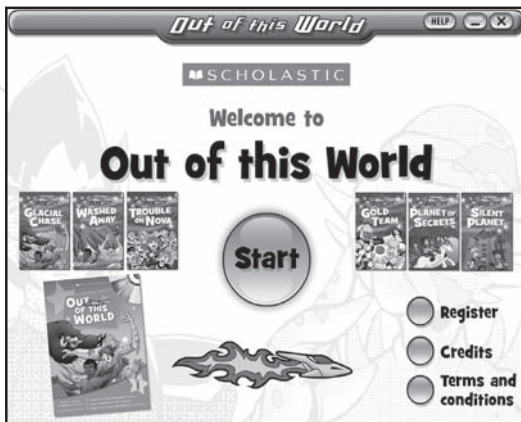 Out of this World
HELP
SCHOLASTIC
Welcome to
Out of this World
GLACIAL CHASE
WASHED AWAY
TROUBLE ON NOVA
GOLD TEAM
PLANET OF SECRETS
SILENT PLANET
Start
OUT OF THIS WORLD
Register
Credits
Terms and
conditions